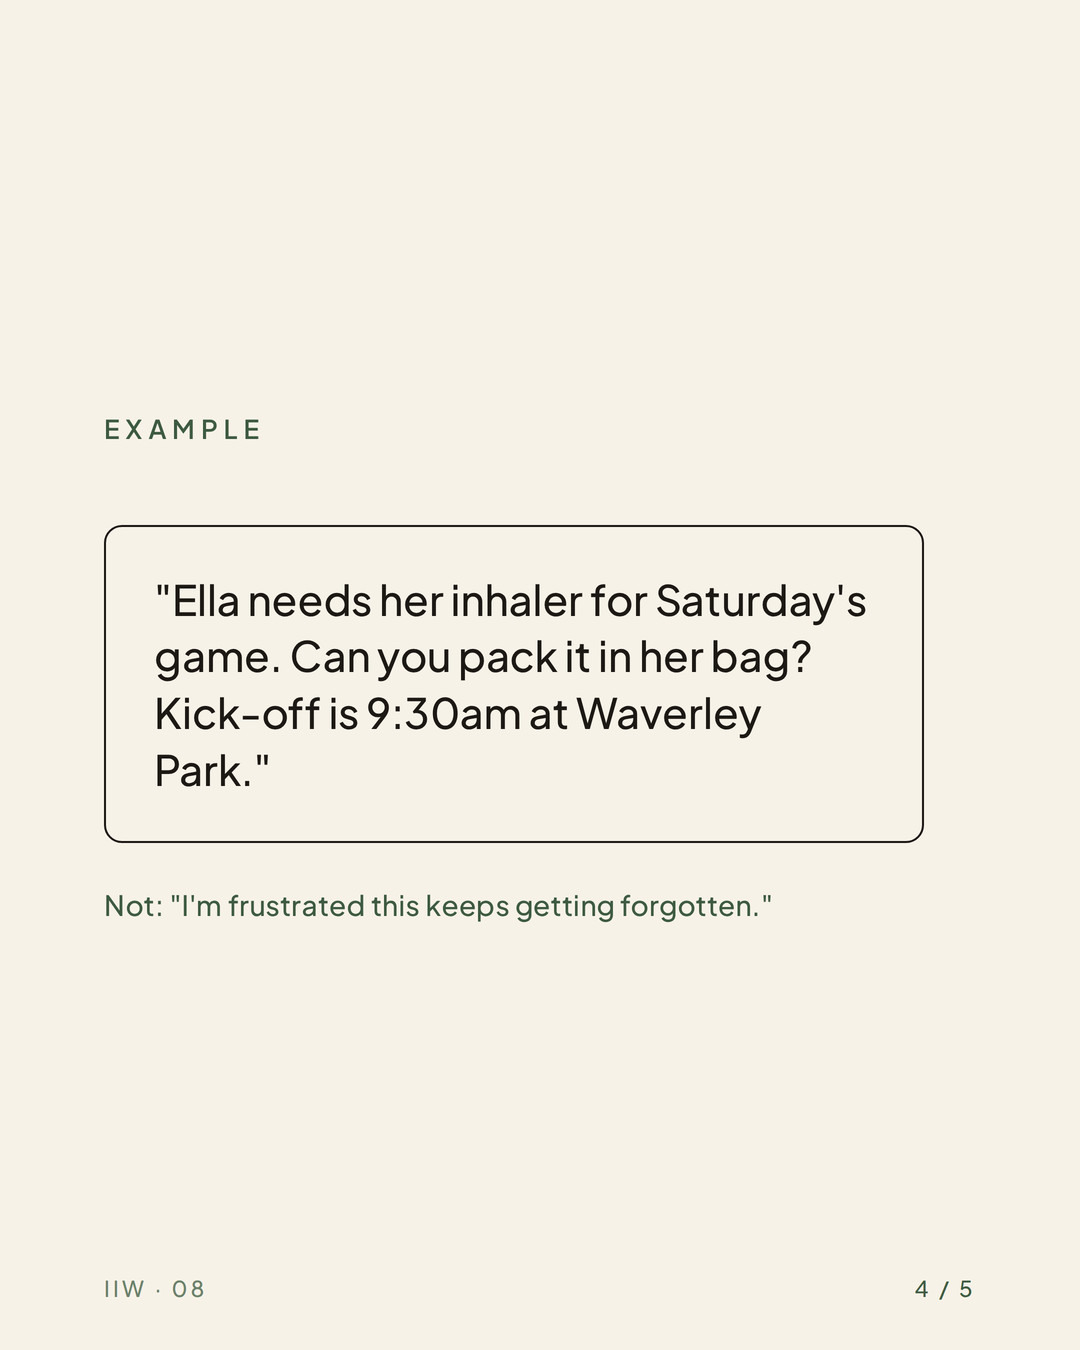 EXAMPLE
"Ella needs her inhaler for Saturday's
game. Can you pack it in her bag?
Kick-off is 9:30am at Waverley
Park."
Not: "I'm frustrated this keeps getting forgotten."
IIW · 08
4 / 5